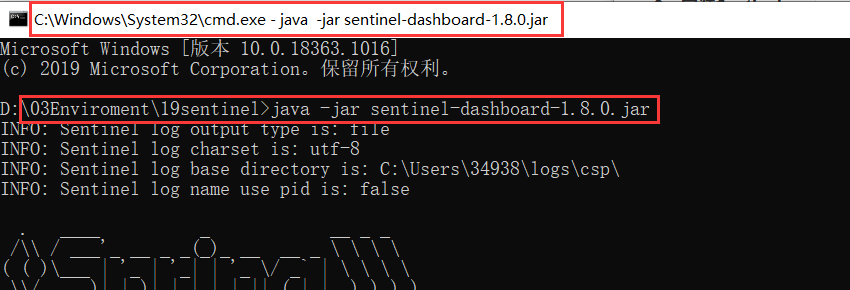 C:\Windows\System32\cmd.exe - java  -jar sentinel-dashboard-1.8.0.jar
Microsoft Windows [版本 10.0.18363.1016]
(c) 2019 Microsoft Corporation。保留所有权利。
D:\03Enviroment\19sentinel>java -jar sentinel-dashboard-1.8.0.jar
INFO: Sentinel log output type is: file
INFO: Sentinel log charset is: utf-8
INFO: Sentinel log base directory is: C:\Users\34938\logs\csp\
INFO: Sentinel log name use pid is: false